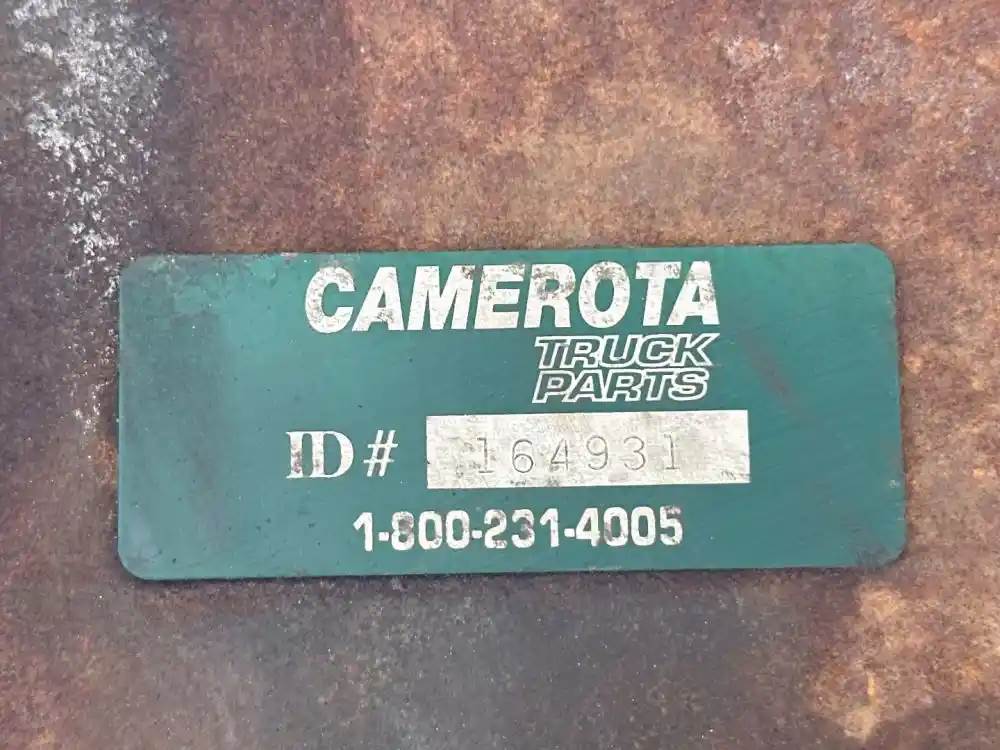 CAMEROTA
TRUCK
PARTS
ID# 164931
1-800-231-4005